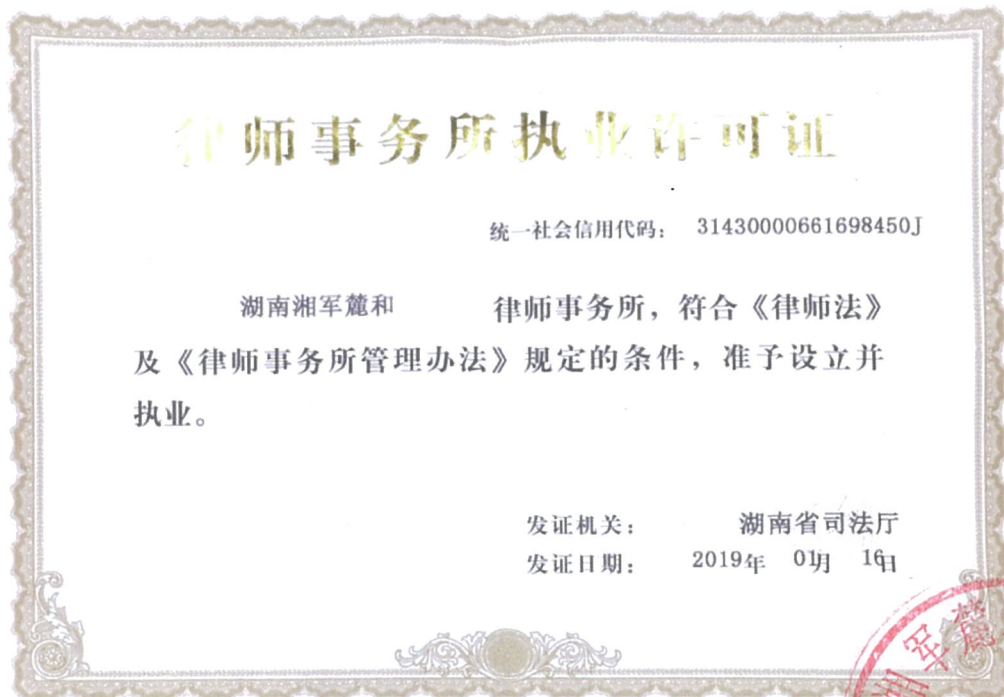 律师事务所执业许可证
统一社会信用代码： 31430000661698450J
湖南湘军麓和 律师事务所，符合《律师法》
及《律师事务所管理办法》规定的条件，准予设立并
执业。
发证机关： 湖南省司法厅
发证日期： 2019年 01月 16日
军麓